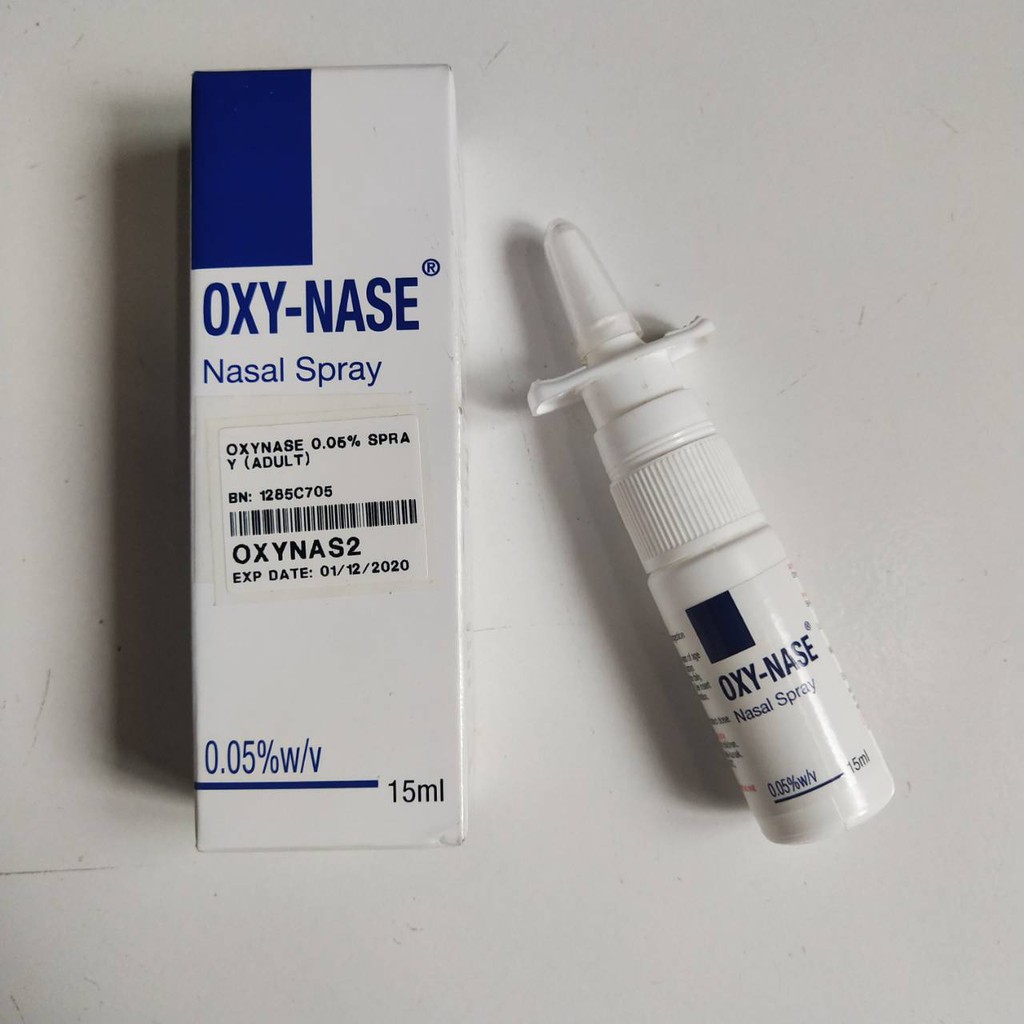 OXY-NASE®
Nasal Spray
OXYNASE 0.05% SPRA
Y (ADULT)
BN: 1285C705
OXYNAS2
EXP DATE: 01/12/2020
0.05%w/v
15ml
OXY-NASE®
Nasal Spray
0.05%w/v
15ml